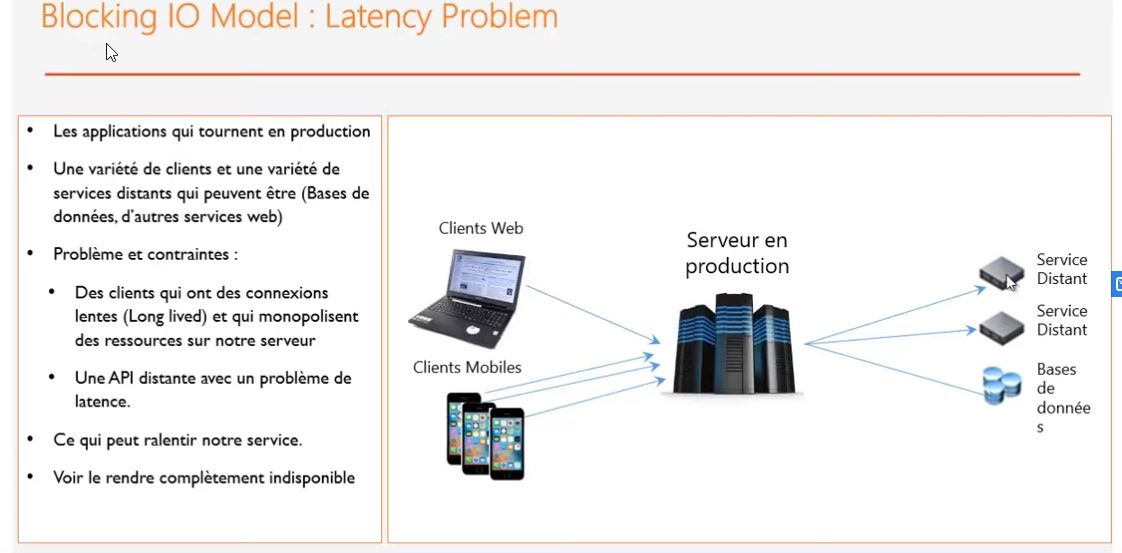 Blocking IO Model : Latency Problem
• Les applications qui tournent en production
• Une variété de clients et une variété de
services distants qui peuvent être (Bases de
données, d'autres services web)
• Problème et contraintes :
• Des clients qui ont des connexions
lentes (Long lived) et qui monopolisent
des ressources sur notre serveur
• Une API distante avec un problème de
latence.
• Ce qui peut ralentir notre service.
• Voir le rendre complètement indisponible
Clients Web
Clients Mobiles
Serveur en
production
Service
Distant
Service
Distant
Bases
de
donnée
s